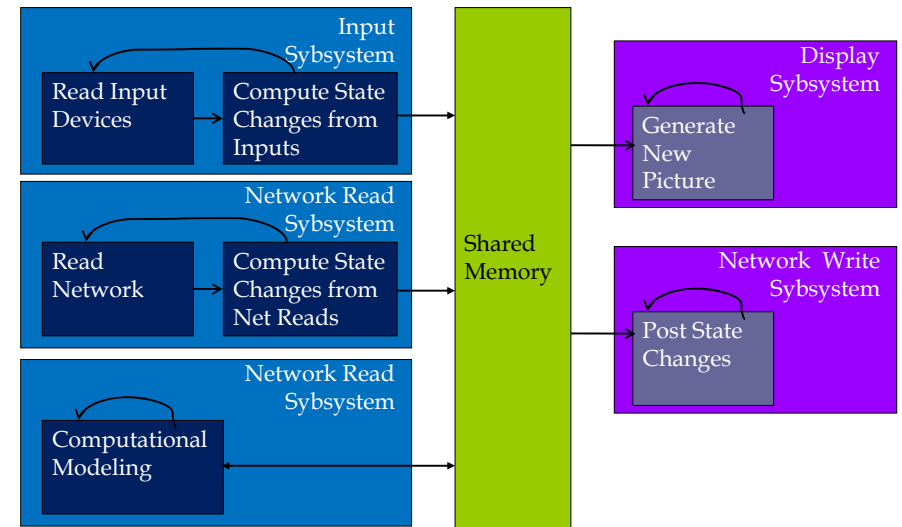 Input
Sybsystem
Read Input
Devices
Compute State
Changes from
Inputs
Network Read
Sybsystem
Read
Network
Compute State
Changes from
Net Reads
Network Read
Sybsystem
Computational
Modeling
Shared
Memory
Display
Sybsystem
Generate
New
Picture
Network Write
Sybsystem
Post State
Changes